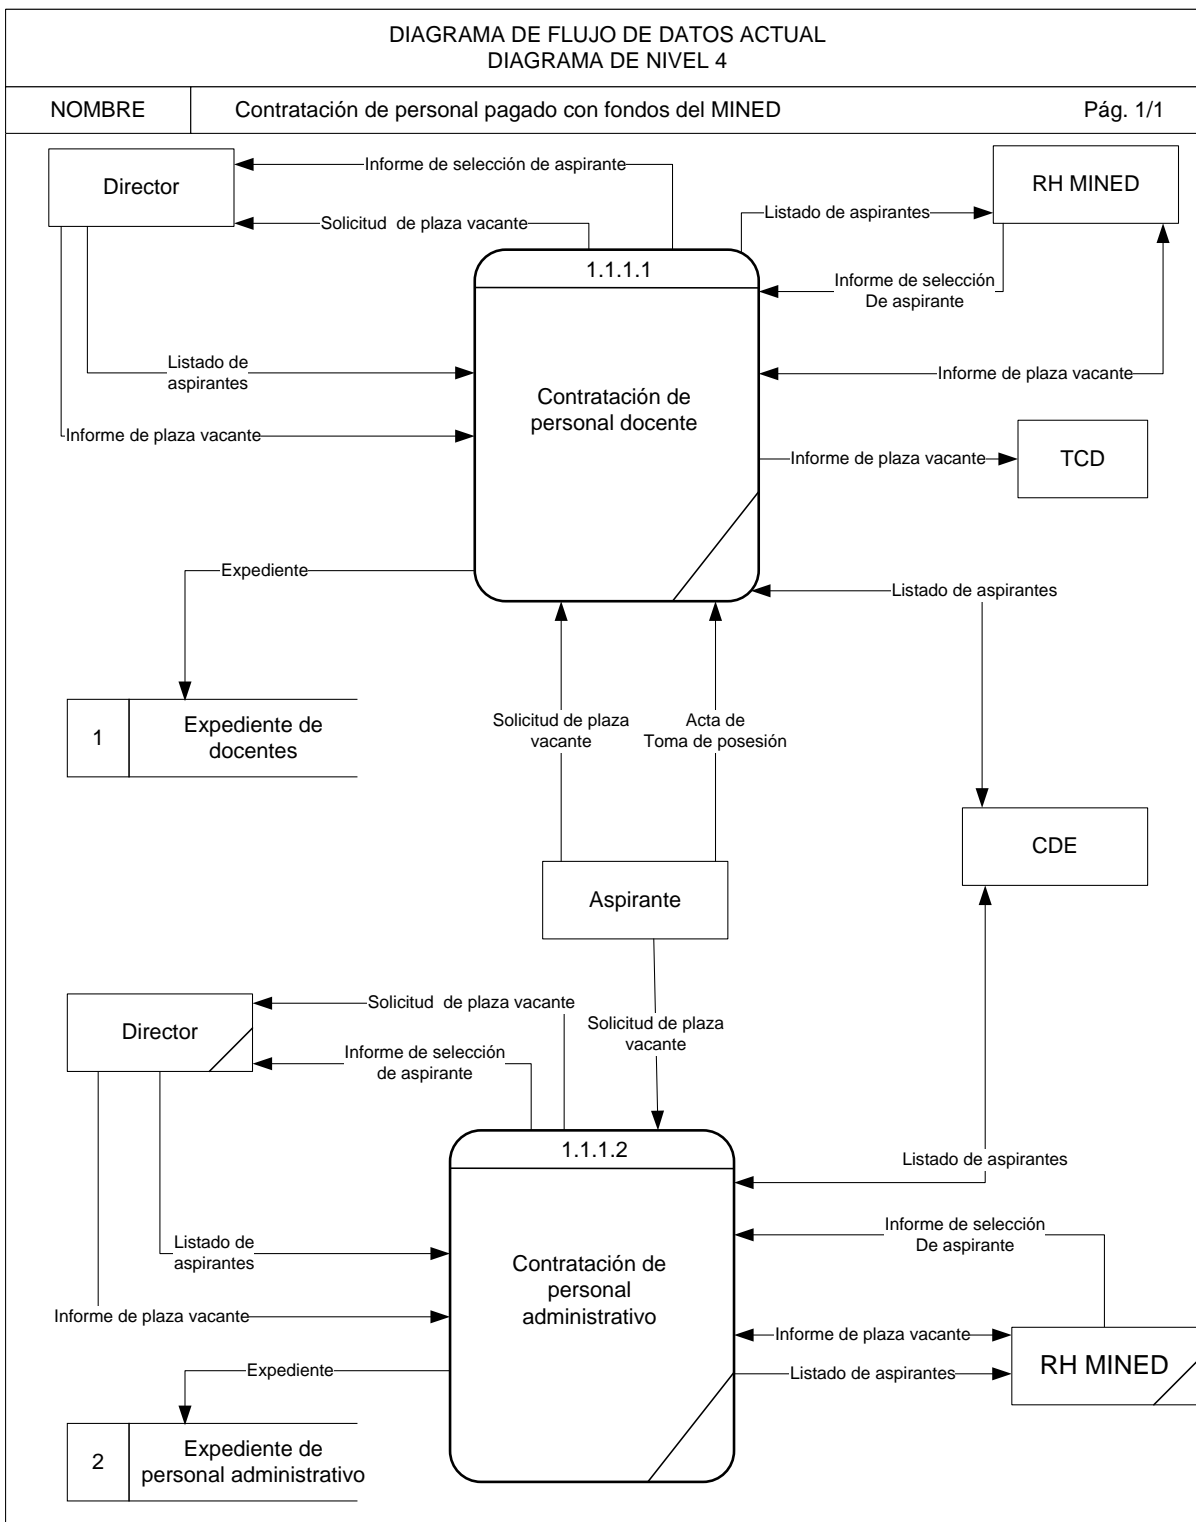 DIAGRAMA DE FLUJO DE DATOS ACTUAL
DIAGRAMA DE NIVEL 4
NOMBRE
Contratación de personal pagado con fondos del MINED
Pág. 1/1
Director
Informe de selección de aspirante
Solicitud de plaza vacante
RH MINED
Listado de aspirantes
1.1.1.1
Informe de selección
De aspirante
Listado de
aspirantes
Informe de plaza vacante
Contratación de
personal docente
Informe de plaza vacante
Informe de plaza vacante
TCD
Expediente
Listado de aspirantes
1
Expediente de
docentes
Solicitud de plaza
vacante
Acta de
Toma de posesión
CDE
Aspirante
Director
Solicitud de plaza vacante
Informe de selección
de aspirante
Solicitud de plaza
vacante
1.1.1.2
Listado de aspirantes
Informe de selección
De aspirante
Listado de
aspirantes
Contratación de
personal
administrativo
Informe de plaza vacante
Informe de plaza vacante
RH MINED
Expediente
Listado de aspirantes
2
Expediente de
personal administrativo